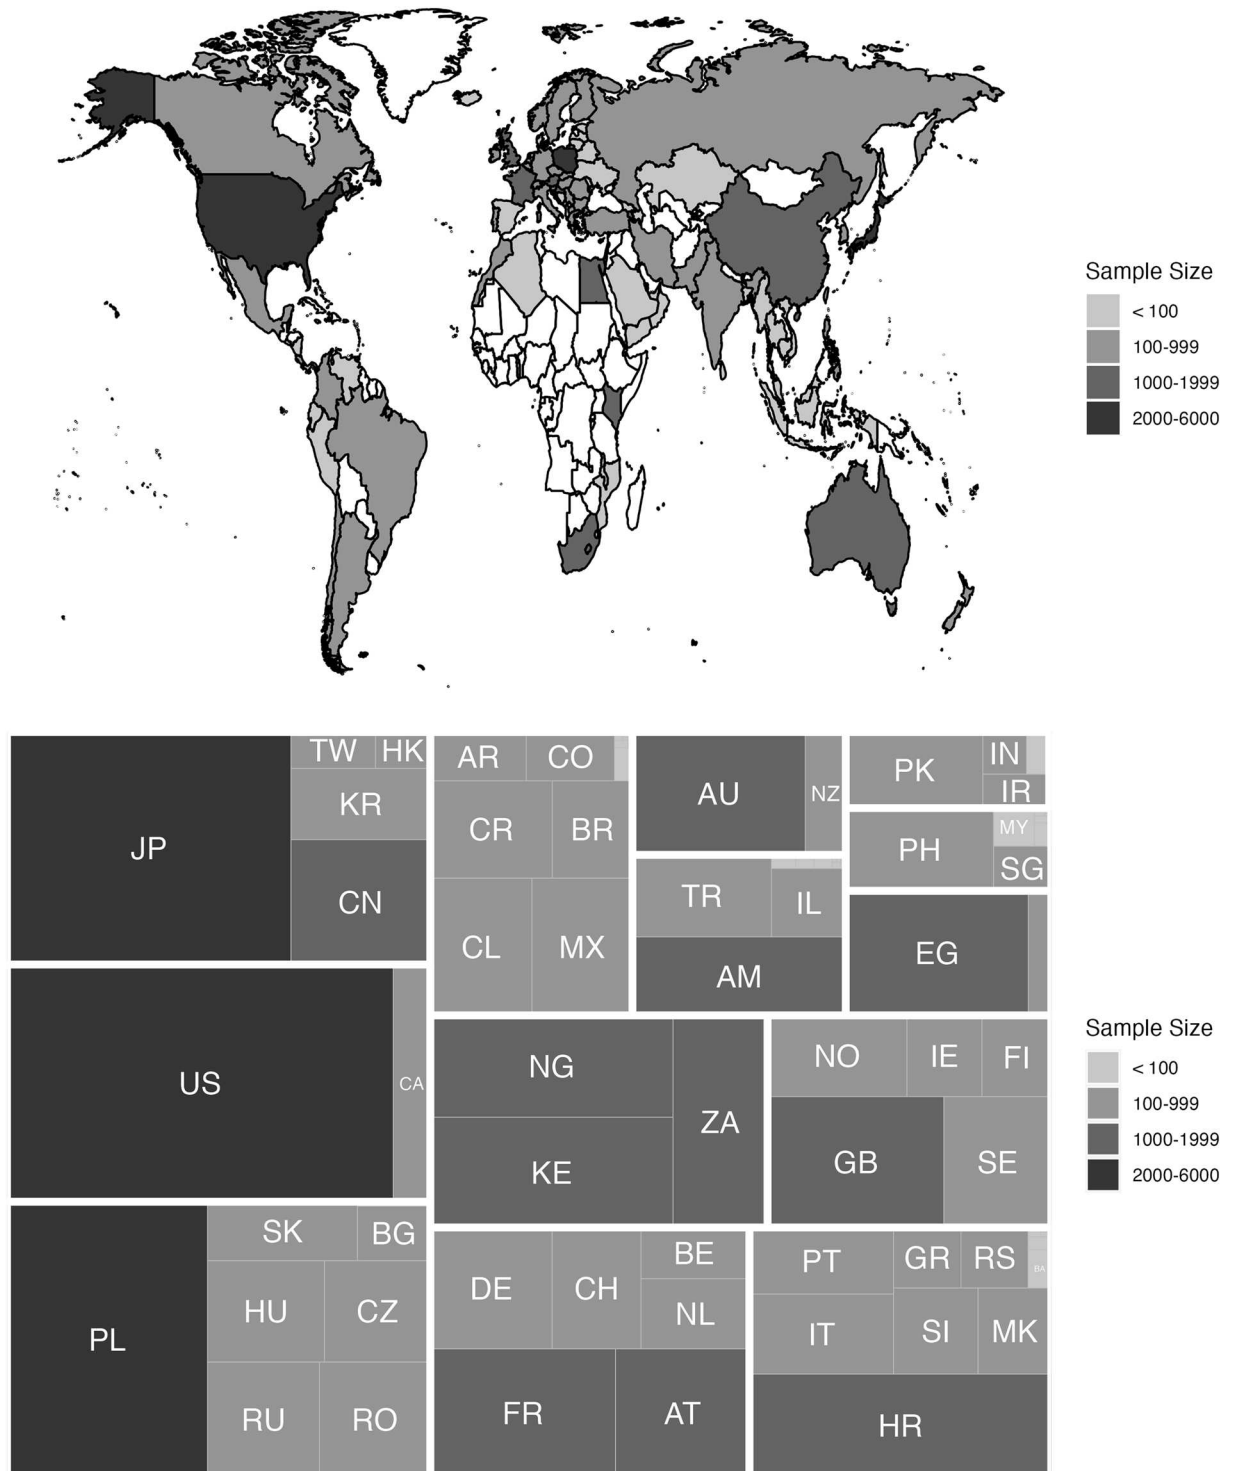 Sample Size
< 100
100-999
1000-1999
2000-6000
JP
TW
HK
KR
CN
US
CA
PL
SK
BG
HU
CZ
RU
RO
AR
CO
CR
BR
CL
MX
AU
NZ
TR
IL
AM
PK
IN
IR
PH
MY
SG
EG
NG
KE
ZA
NO
IE
FI
GB
SE
DE
CH
BE
NL
FR
AT
PT
GR
RS
BA
IT
SI
MK
HR
Sample Size
< 100
100-999
1000-1999
2000-6000